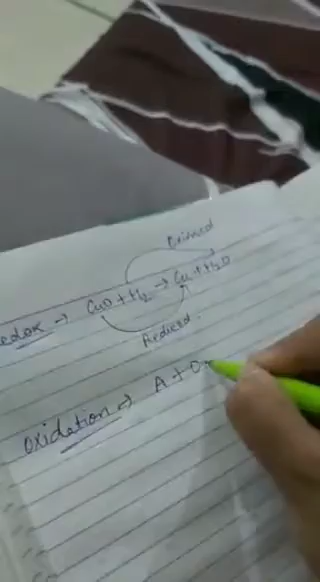 Oxidised
Redox → CuO + H₂ → Cu + H₂O
Reduced.
Oxidation → A + O